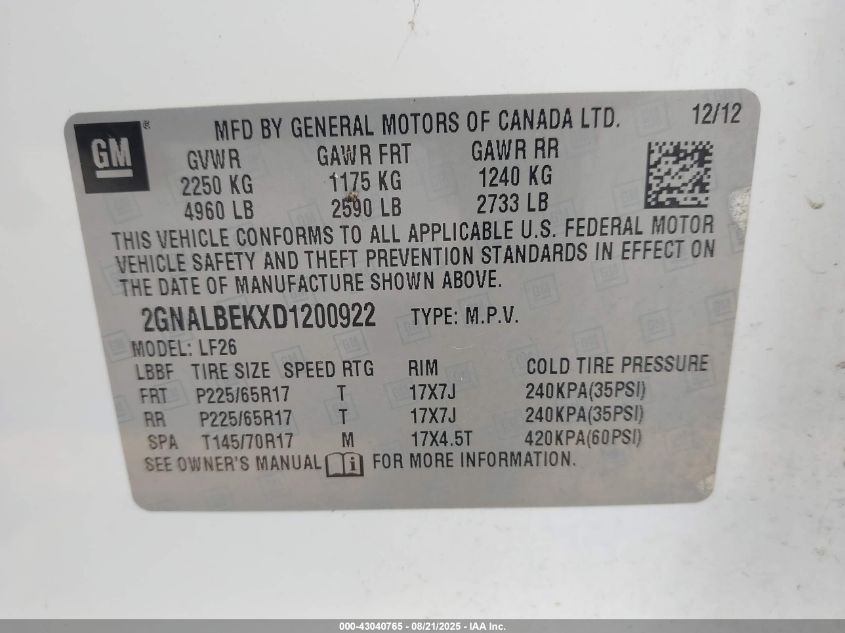 GM ®
MFD BY GENERAL MOTORS OF CANADA LTD. 12/12
GVWR GAWR FRT GAWR RR
2250 KG 1175 KG 1240 KG
4960 LB 2590 LB 2733 LB
THIS VEHICLE CONFORMS TO ALL APPLICABLE U.S. FEDERAL MOTOR
VEHICLE SAFETY AND THEFT PREVENTION STANDARDS IN EFFECT ON
THE DATE OF MANUFACTURE SHOWN ABOVE.
2GNALBEKXD1200922 TYPE: M.P.V.
MODEL: LF26
LBBF TIRE SIZE SPEED RTG RIM COLD TIRE PRESSURE
FRT P225/65R17 T 17X7J 240KPA(35PSI)
RR P225/65R17 T 17X7J 240KPA(35PSI)
SPA T145/70R17 M 17X4.5T 420KPA(60PSI)
SEE OWNER'S MANUAL i FOR MORE INFORMATION.
000-43040765 - 08/21/2025 - IAA Inc.